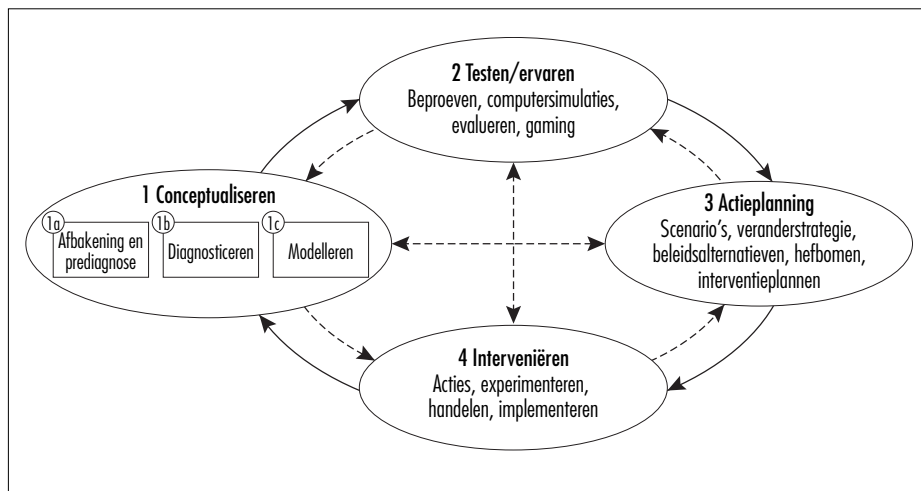 2 Testen/ervaren
Beproeven, computersimulaties,
evalueren, gaming
1 Conceptualiseren
1a
Afbakening en
prediagnose
1b
Diagnosticeren
1c
Modelleren
3 Actieplanning
Scenario's, veranderstrategie,
beleidsalternatieven, hefbomen,
interventieplannen
4 Interveniëren
Acties, experimenteren,
handelen, implementeren